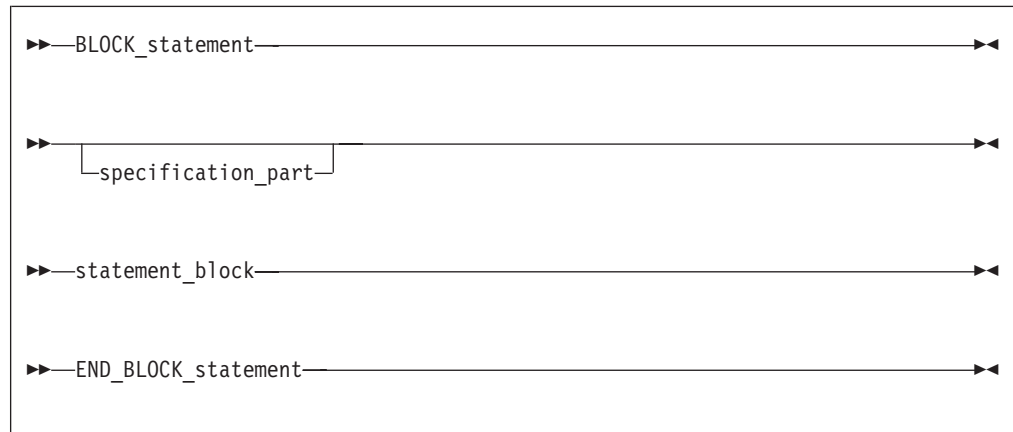 BLOCK_statement
specification_part
statement_block
END_BLOCK_statement